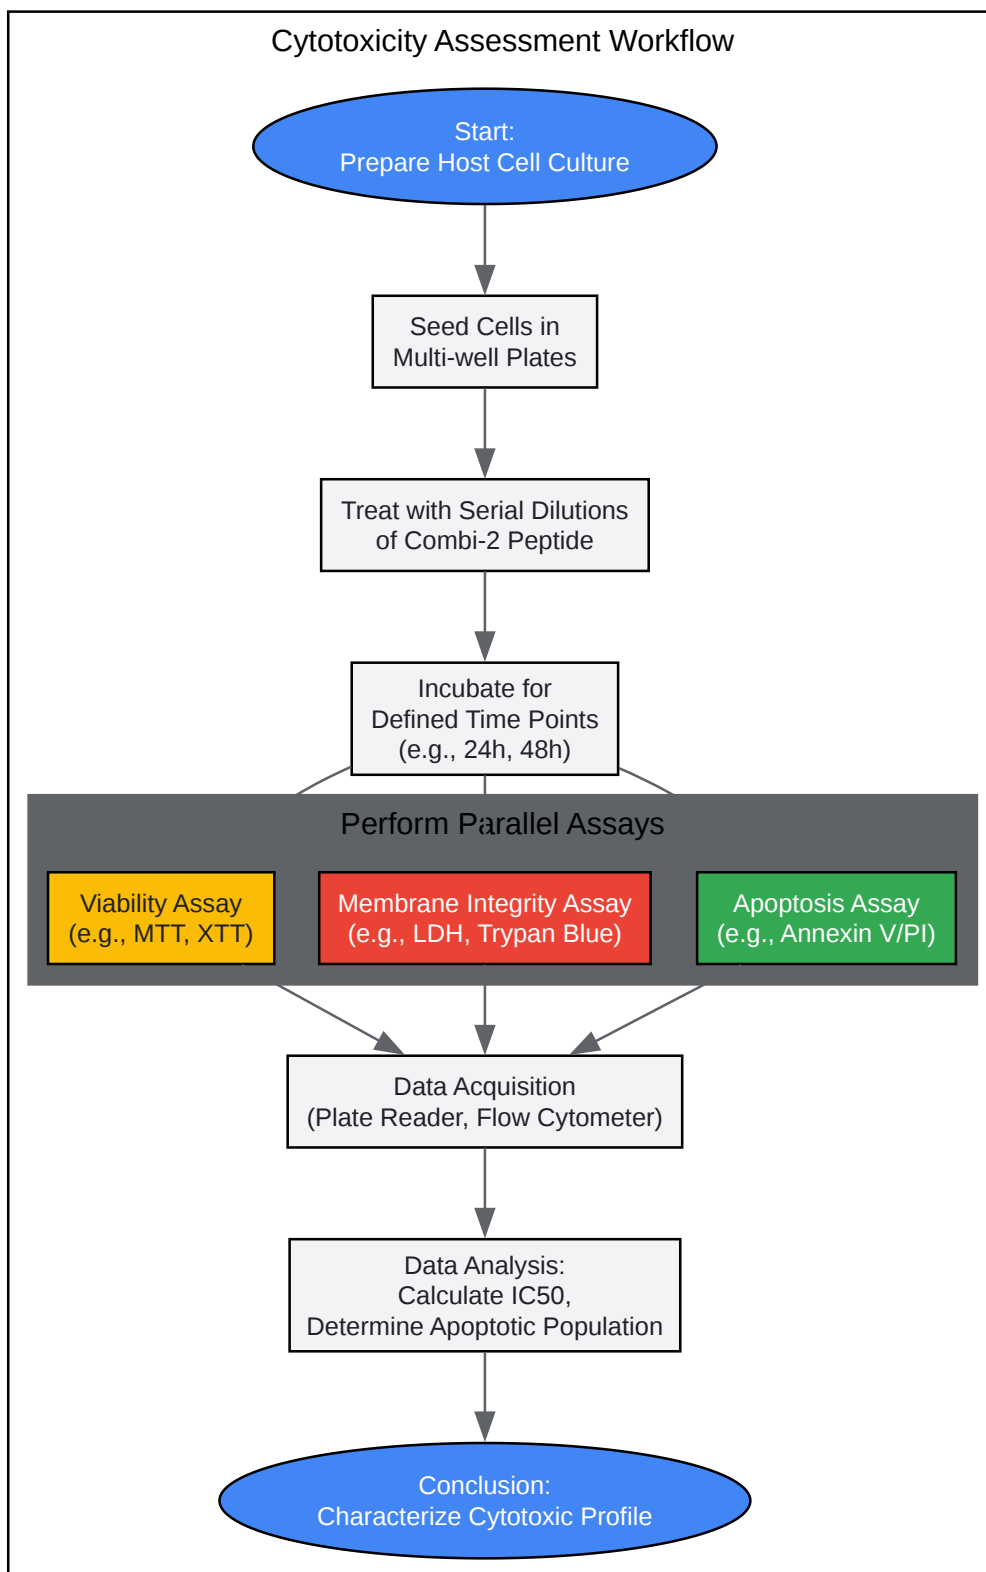 Cytotoxicity Assessment Workflow
Start:
Prepare Host Cell Culture
Seed Cells in
Multi-well Plates
Treat with Serial Dilutions
of Combi-2 Peptide
Incubate for
Defined Time Points
(e.g., 24h, 48h)
Perform Parallel Assays
Viability Assay
(e.g., MTT, XTT)
Membrane Integrity Assay
(e.g., LDH, Trypan Blue)
Apoptosis Assay
(e.g., Annexin V/PI)
Data Acquisition
(Plate Reader, Flow Cytometer)
Data Analysis:
Calculate IC50,
Determine Apoptotic Population
Conclusion:
Characterize Cytotoxic Profile